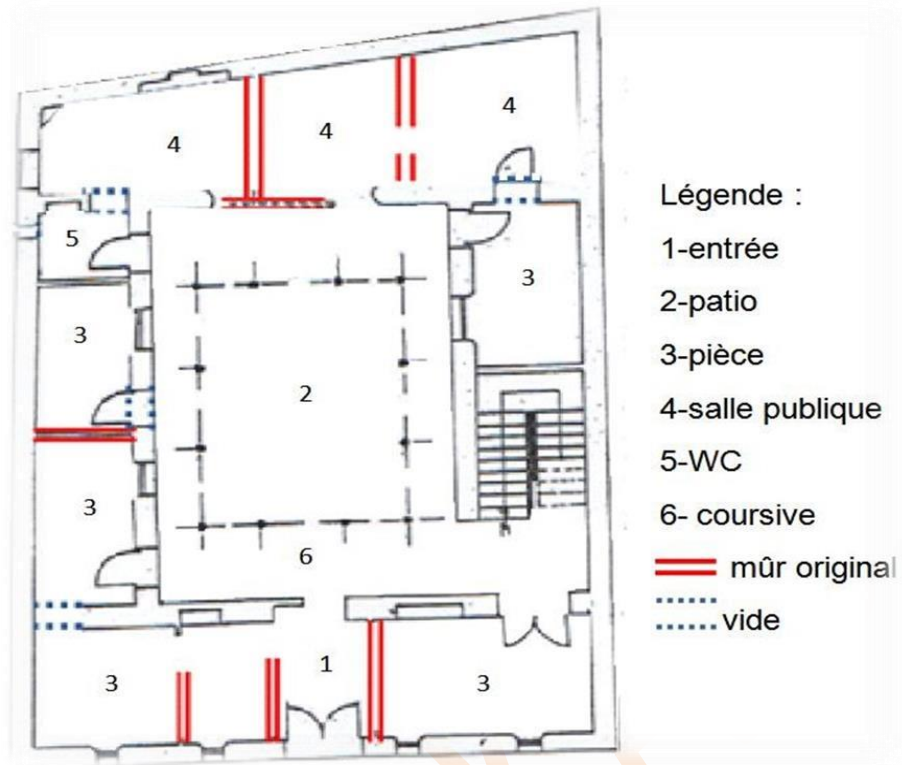 4
4
4
5
3
3
2
3
6
3
1
3
Légende :
1-entrée
2-patio
3-pièce
4-salle publique
5-WC
6- coursive
mûr original
vide